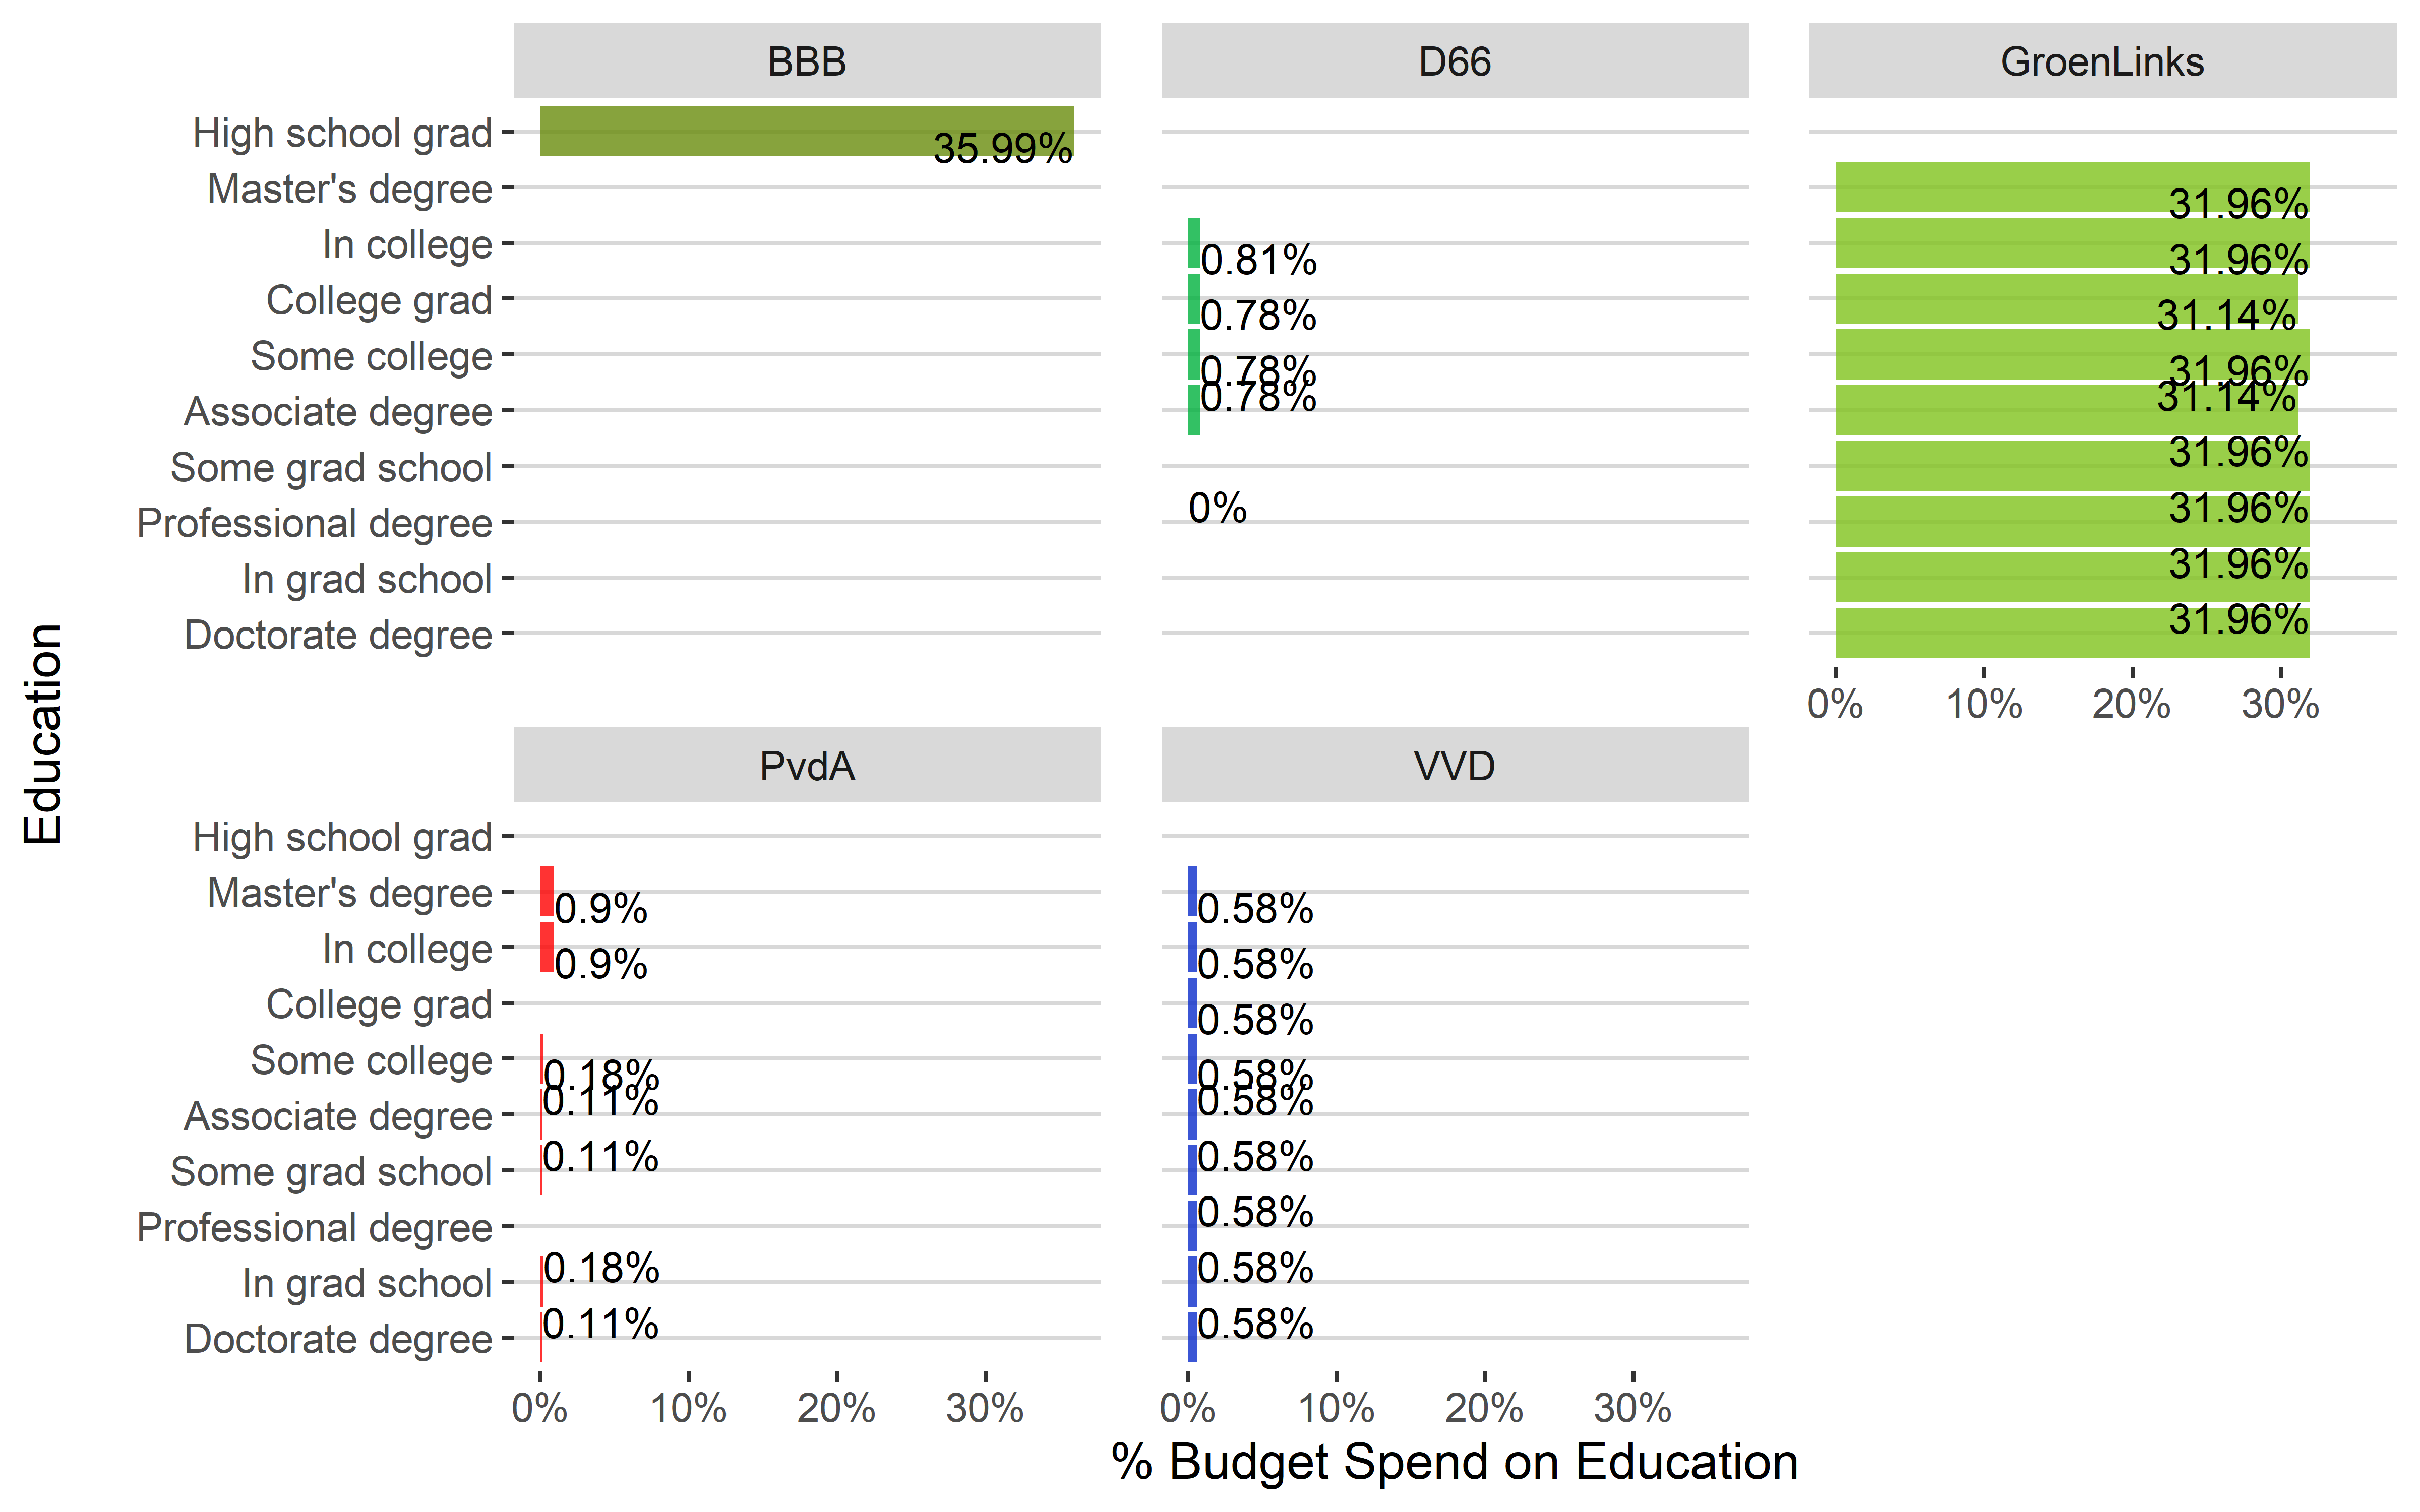 BBB
D66
GroenLinks
High school grad
35.99%
Master's degree
31.96%
In college
0.81%
31.96%
College grad
0.78%
31.14%
Some college
0.78%
31.96%
Associate degree
0.78%
31.14%
Some grad school
31.96%
Professional degree
0%
31.96%
In grad school
31.96%
Doctorate degree
31.96%
0% 10% 20% 30%
PvdA
VVD
High school grad
Master's degree
0.9%
0.58%
In college
0.9%
0.58%
College grad
0.58%
Some college
0.18%
0.58%
Associate degree
0.11%
0.58%
Some grad school
0.11%
0.58%
Professional degree
0.58%
In grad school
0.18%
0.58%
Doctorate degree
0.11%
0.58%
0% 10% 20% 30%
0% 10% 20% 30%
Education
% Budget Spend on Education